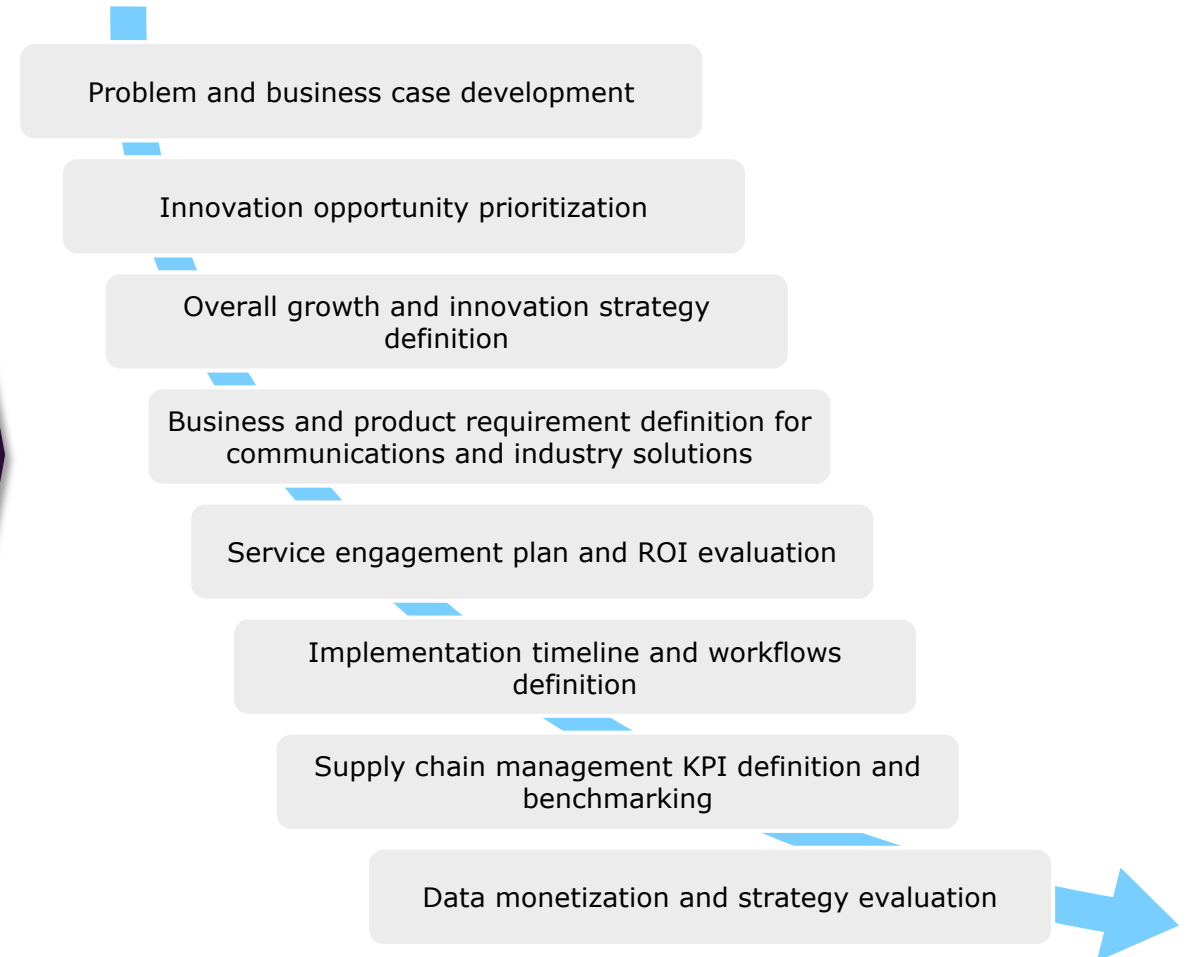 Problem and business case development
Innovation opportunity prioritization
Overall growth and innovation strategy
definition
Business and product requirement definition for
communications and industry solutions
Service engagement plan and ROI evaluation
Implementation timeline and workflows
definition
Supply chain management KPI definition and
benchmarking
Data monetization and strategy evaluation